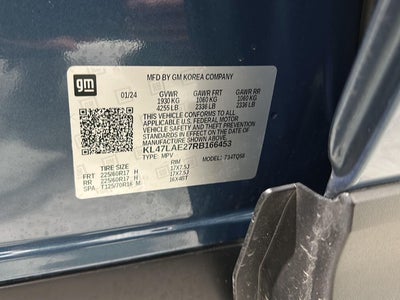 gm
MFD BY GM KOREA COMPANY
01/24 GVWR GAWR FRT GAWR RR
1930 KG 1060 KG 1060 KG
4255 LB 2336 LB 2336 LB
THIS VEHICLE CONFORMS TO ALL
APPLICABLE U.S. FEDERAL MOTOR
VEHICLE SAFETY AND THEFT
PREVENTION STANDARDS IN EFFECT
ON THE DATE OF MANUFACTURE
SHOWN ABOVE.
KL47LAE27RB166453
TYPE: MPV MODEL:
TIRE SIZE RIM
FRT 225/60R17 H 17X7.5J
RR 225/60R17 H 17X7.5J
SPA T125/70R16 M 16X4BT